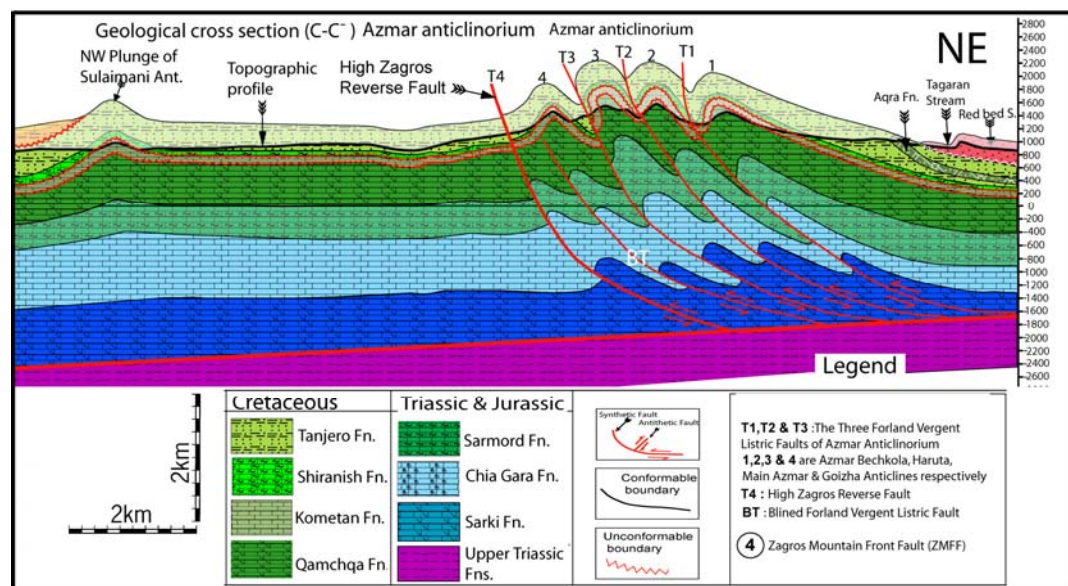 Geological cross section (C-C⁻) Azmar anticlinorium
Azmar anticlinorium
NW Plunge of
Sulaimani Ant.
Topographic
profile
High Zagros
Reverse Fault
T4
4
T3
3
T2
2
T1
1
NE
Aqra Fn.
Tagaran
Stream
Red bed S.
BT
2800
2600
2400
2200
2000
1800
1600
1400
1200
1000
800
600
400
200
0
-200
-400
-600
-800
-1000
-1200
-1400
-1600
-1800
-2000
-2200
-2400
-2600
Legend
2km
2km
Cretaceous
Tanjero Fn.
Shiranish Fn.
Kometan Fn.
Qamchqa Fn.
Triassic & Jurassic
Sarmord Fn.
Chia Gara Fn.
Sarki Fn.
Upper Triassic
Fns.
Synthetic Fault
Antithetic Fault
Conformable
boundary
Unconformable
boundary
T1,T2 & T3 :The Three Forland Vergent
Listric Faults of Azmar Anticlinorium
1,2,3 & 4 are Azmar Bechkola, Haruta,
Main Azmar & Goizha Anticlines respectively
T4 : High Zagros Reverse Fault
BT : Blined Forland Vergent Listric Fault
4 Zagros Mountain Front Fault (ZMFF)